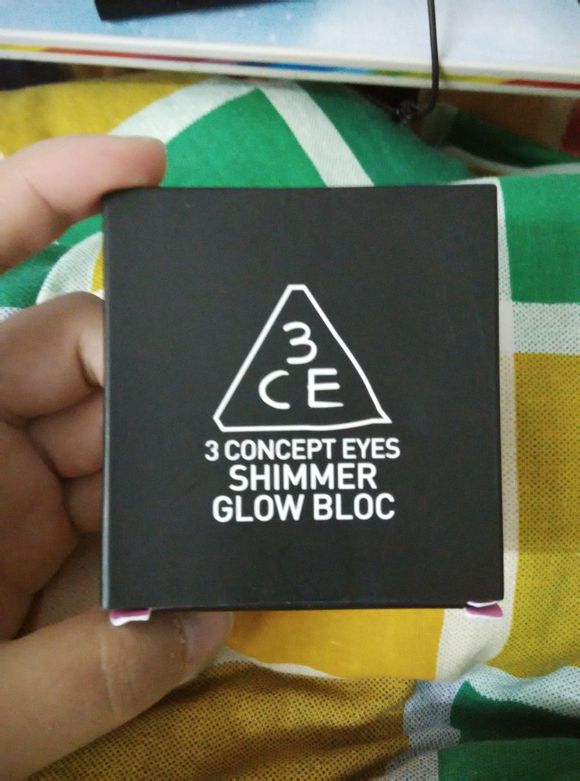 3
CE
3 CONCEPT EYES
SHIMMER
GLOW BLOC